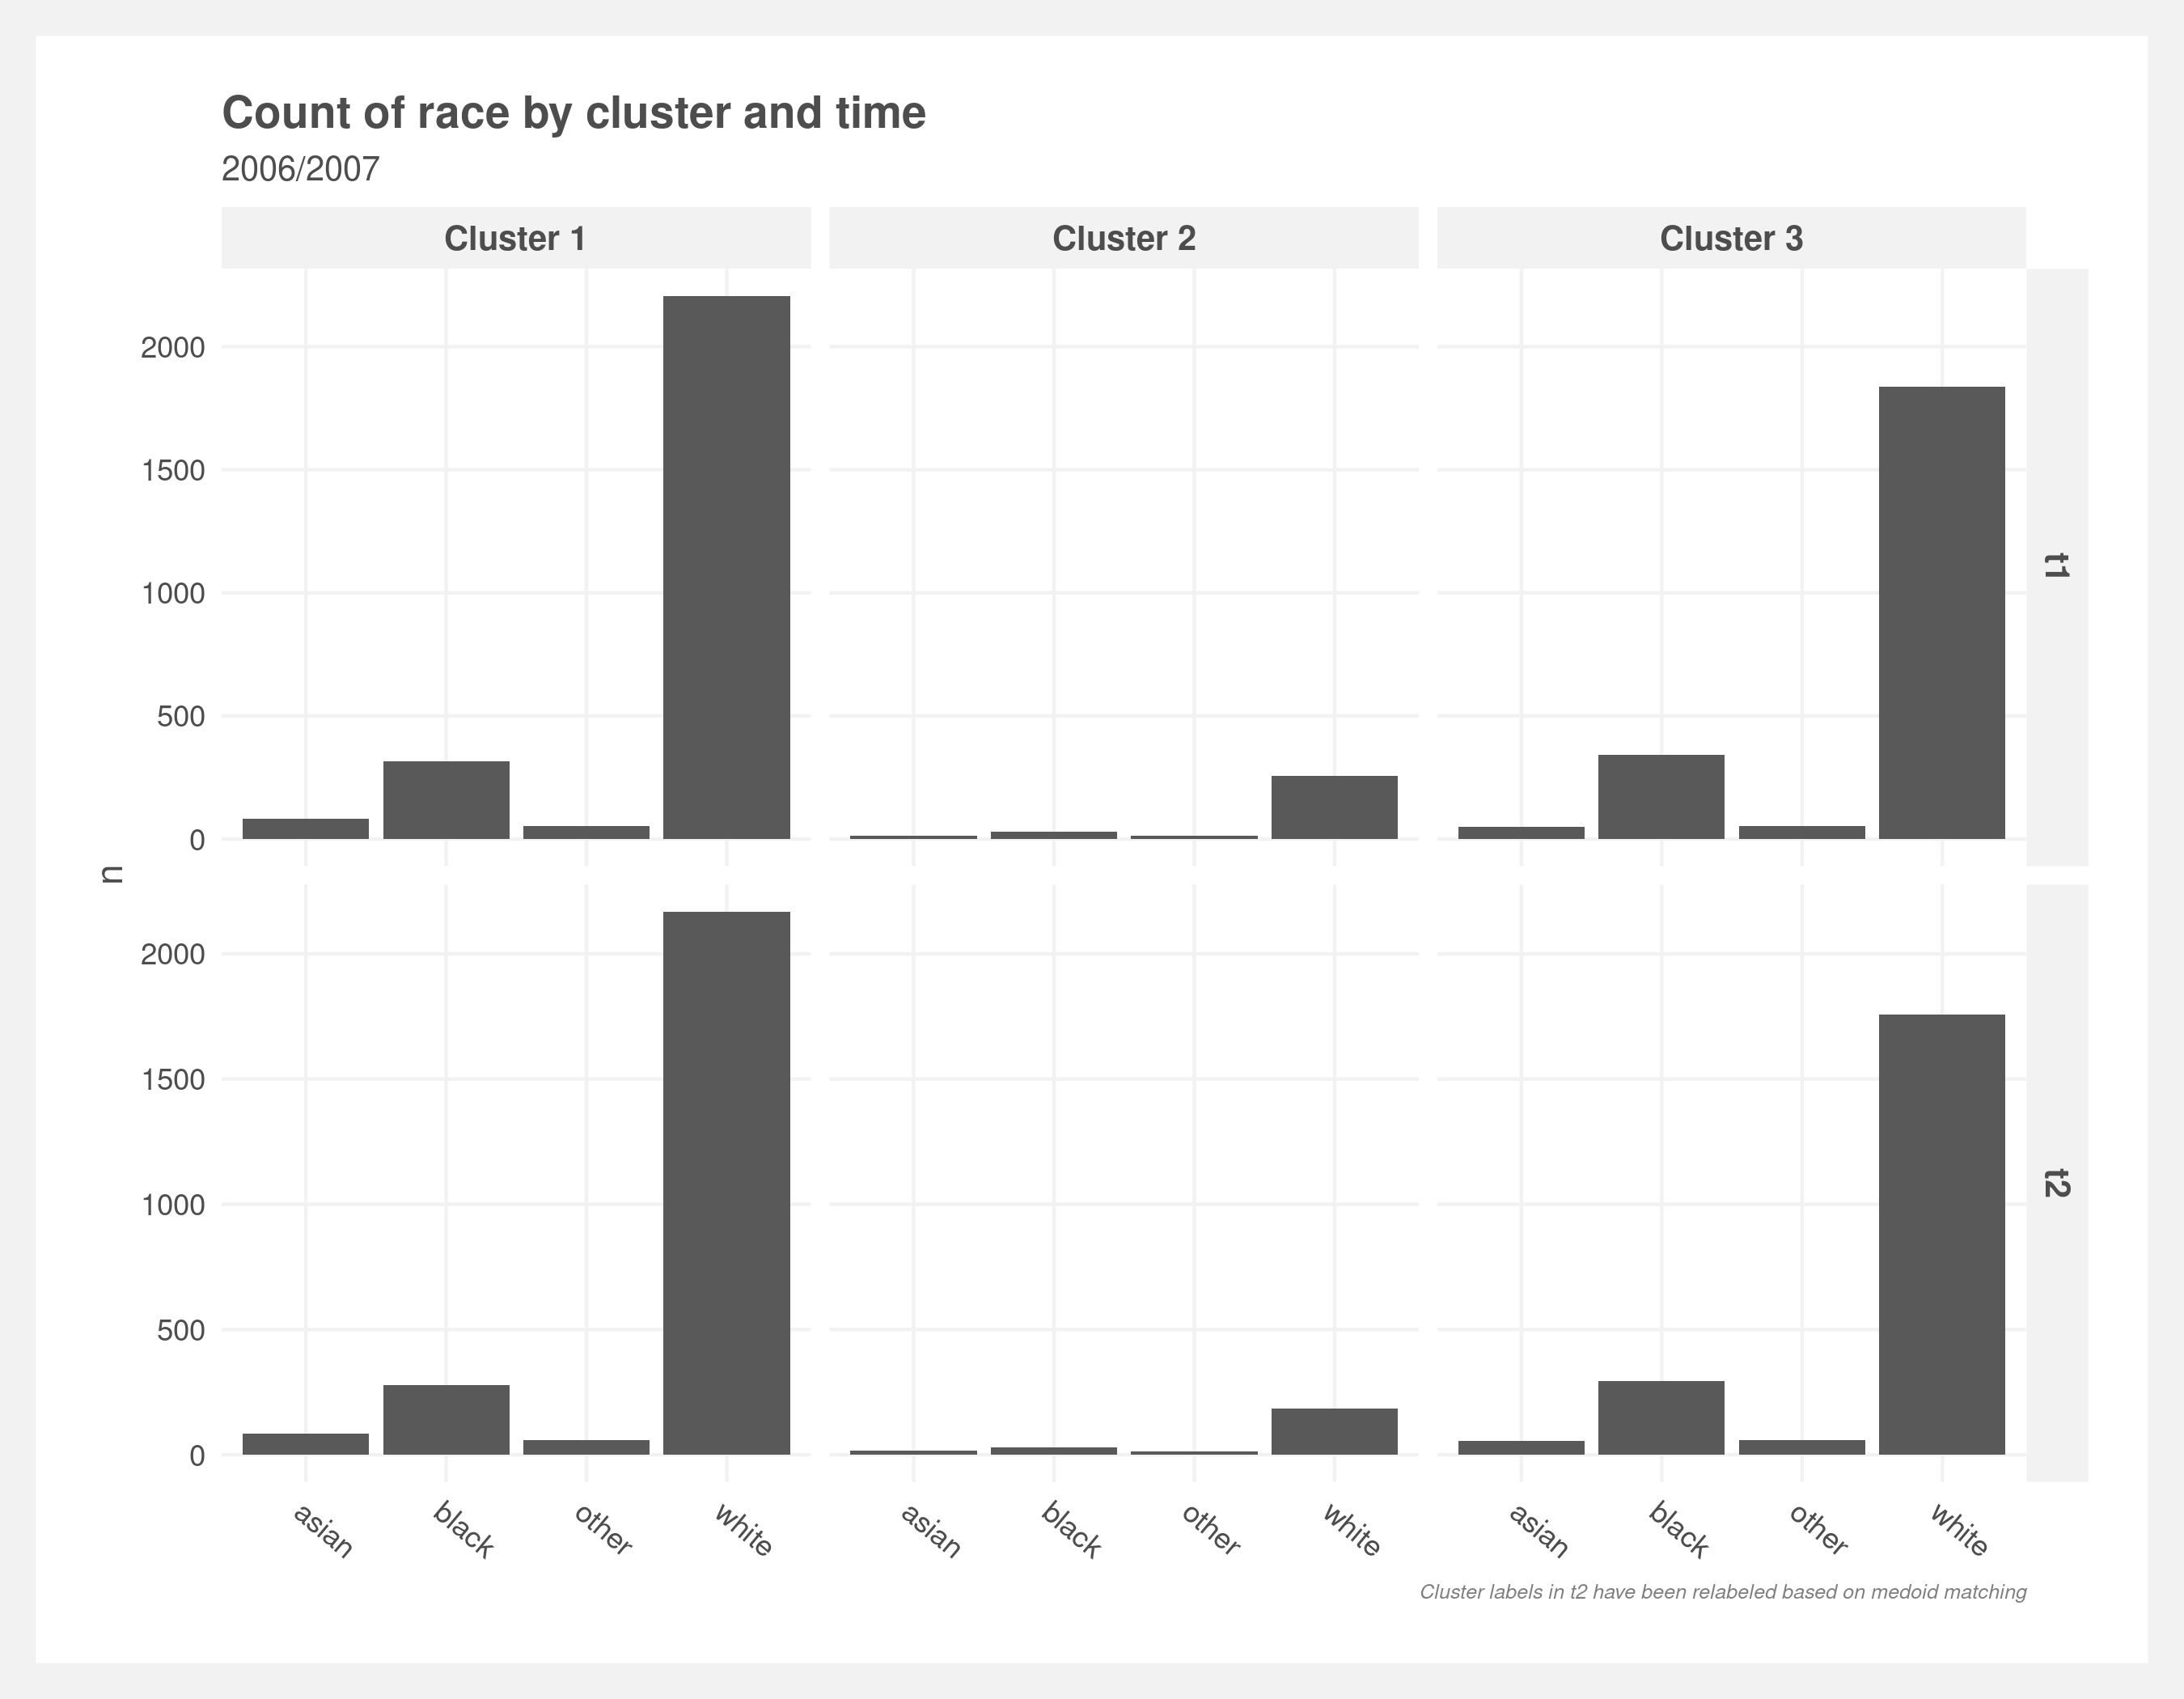 Count of race by cluster and time
2006/2007
Cluster 1 Cluster 2 Cluster 3
2000
1500
1000
500
0
t1
n
2000
1500
1000
500
0
t2
asian black other white asian black other white asian black other white
Cluster labels in t2 have been relabeled based on medoid matching